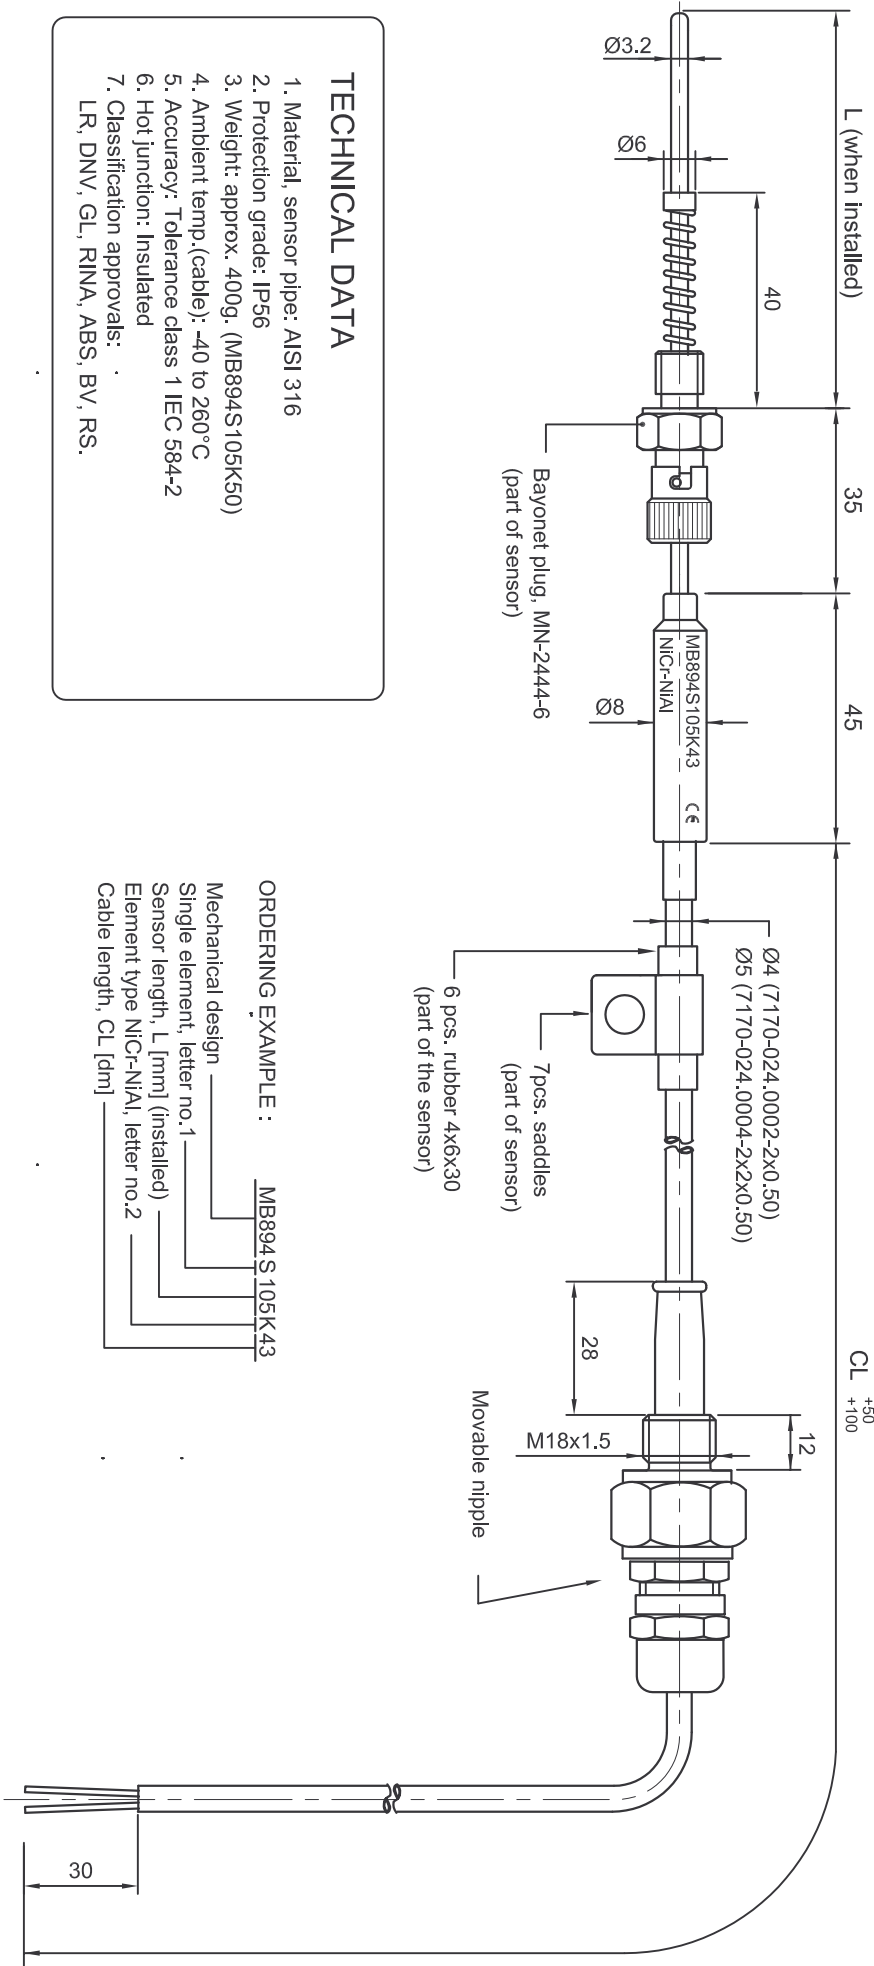 L (when installed)
35
45
CL +50
+100
40
Ø3.2
Ø6
Bayonet plug, MN-2444-6
(part of sensor)
MB894S105K43
NiCr-NiAl
CE
Ø8
Ø4 (7170-024.0002-2x0.50)
Ø5 (7170-024.0004-2x2x0.50)
7pcs. saddles
(part of sensor)
6 pcs. rubber 4x6x30
(part of the sensor)
28
12
M18x1.5
Movable nipple
30
TECHNICAL DATA
1. Material, sensor pipe: AISI 316
2. Protection grade: IP56
3. Weight: approx. 400g. (MB894S105K50)
4. Ambient temp.(cable): -40 to 260°C
5. Accuracy: Tolerance class 1 IEC 584-2
6. Hot junction: Insulated
7. Classification approvals:
LR, DNV, GL, RINA, ABS, BV, RS.
ORDERING EXAMPLE :
MB894 S 105 K 43
Mechanical design
Single element, letter no.1
Sensor length, L [mm] (installed)
Element type NiCr-NiAl, letter no.2
Cable length, CL [dm]